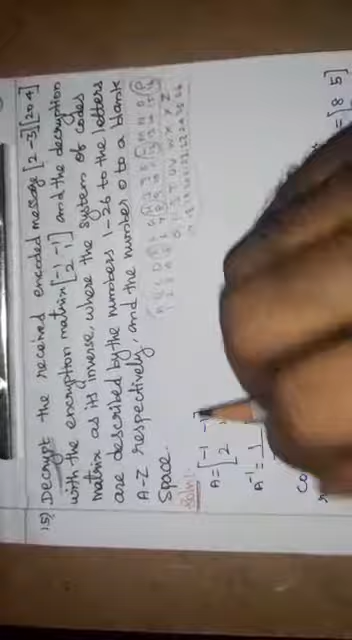 15) Decrypt the received encoded message [2 -3][20 4]
with the encryption matrix [-1 -1
2 1] and the decryption
matrix as its inverse, where the system of codes
are described by the numbers 1-26 to the letters
A-Z respectively, and the number 0 to a blank
Space.
Soln:
A = [-1 -
2
A⁻¹ = 1
Co
= [8 5]